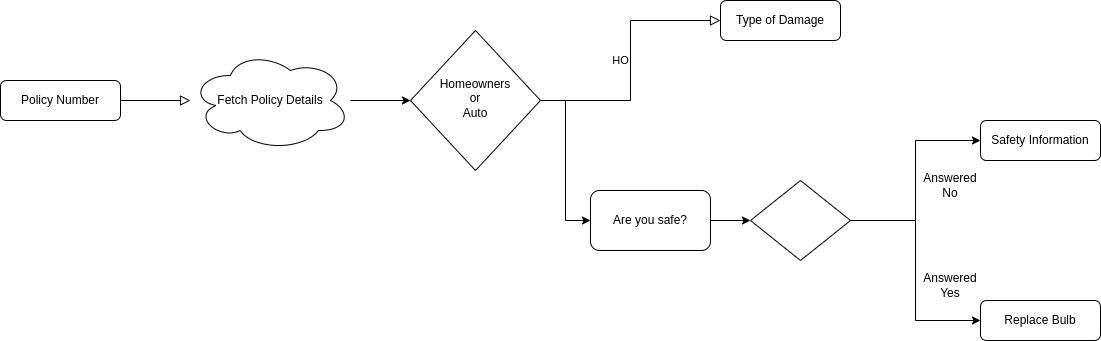 Policy Number
Fetch Policy Details
Homeowners
or
Auto
HO
Type of Damage
Are you safe?
Answered
No
Safety Information
Answered
Yes
Replace Bulb